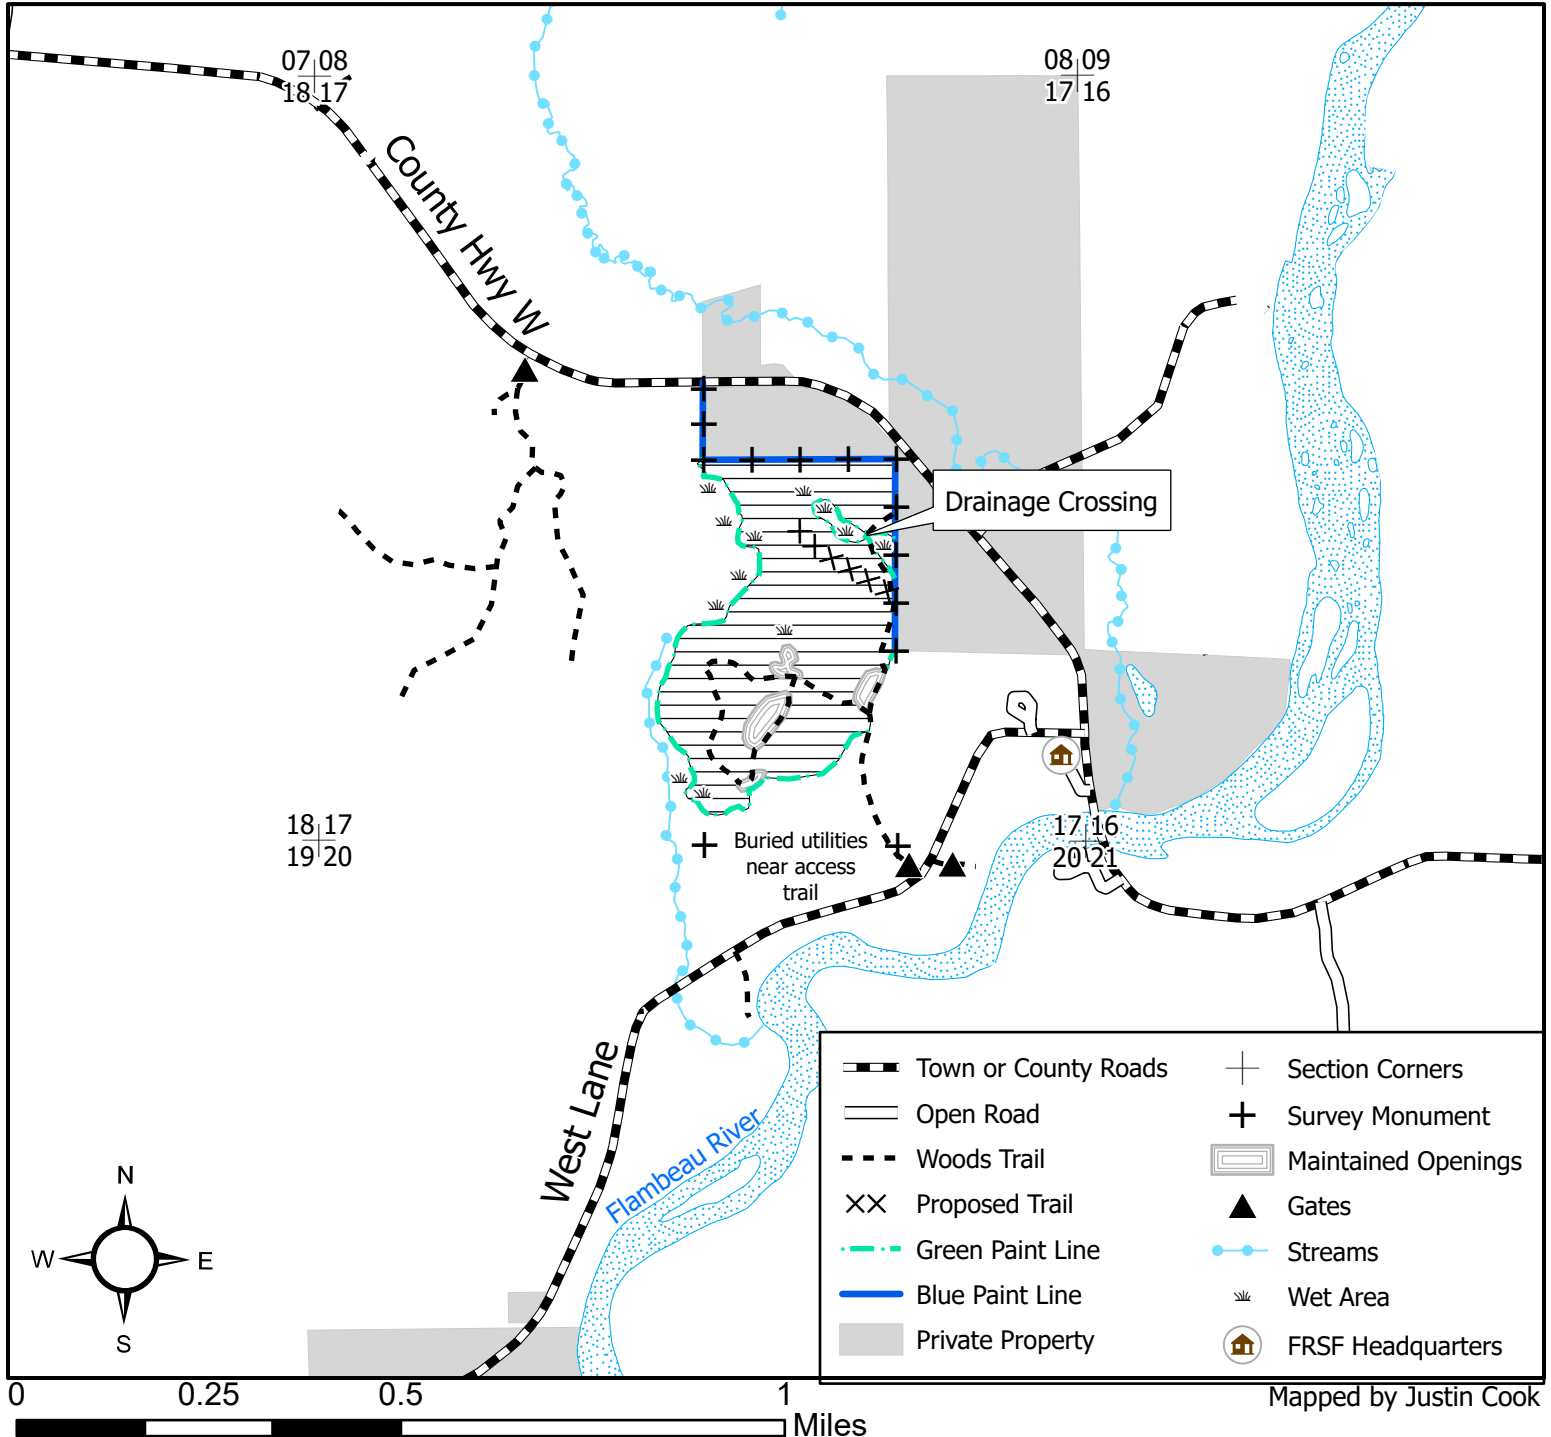 07 08
18 17
08 09
17 16
County Hwy W
Drainage Crossing
18 17
19 20
Buried utilities
near access
trail
17 16
20 21
West Lane
Flambeau River
N
W
E
S
Town or County Roads
Open Road
Woods Trail
Proposed Trail
Green Paint Line
Blue Paint Line
Private Property
Section Corners
Survey Monument
Maintained Openings
Gates
Streams
Wet Area
FRSF Headquarters
0 0.25 0.5 1
Miles
Mapped by Justin Cook